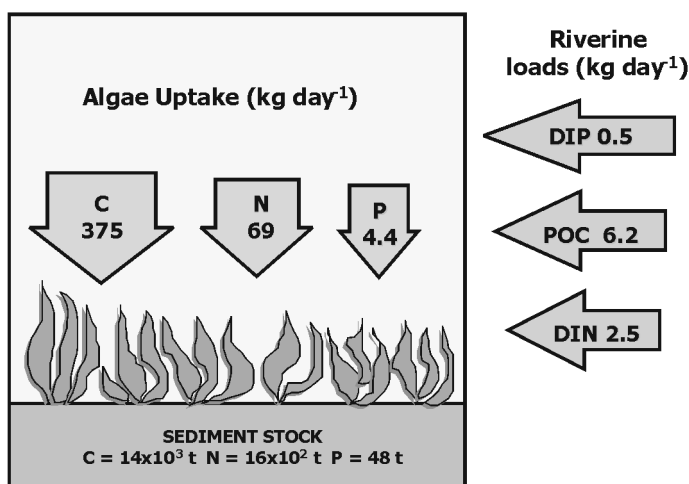 Algae Uptake (kg day⁻¹)
C
375
N
69
P
4.4
SEDIMENT STOCK
C = 14x10³ t N = 16x10² t P = 48 t
Riverine
loads (kg day⁻¹)
DIP 0.5
POC 6.2
DIN 2.5